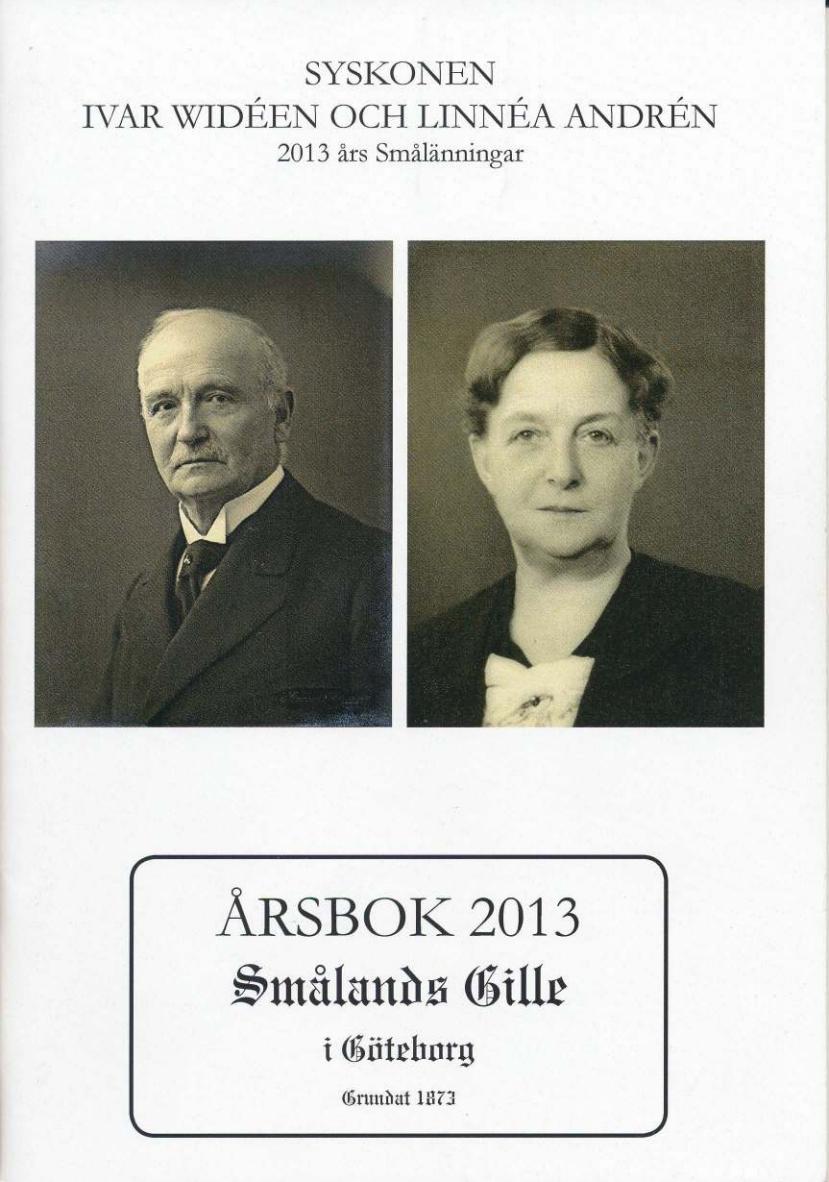 SYSKONEN
IVAR WIDÉEN OCH LINNÉA ANDRÉN
2013 års Smålänningar
ÅRSBOK 2013
Smålands Gille
i Göteborg
Grundat 1873